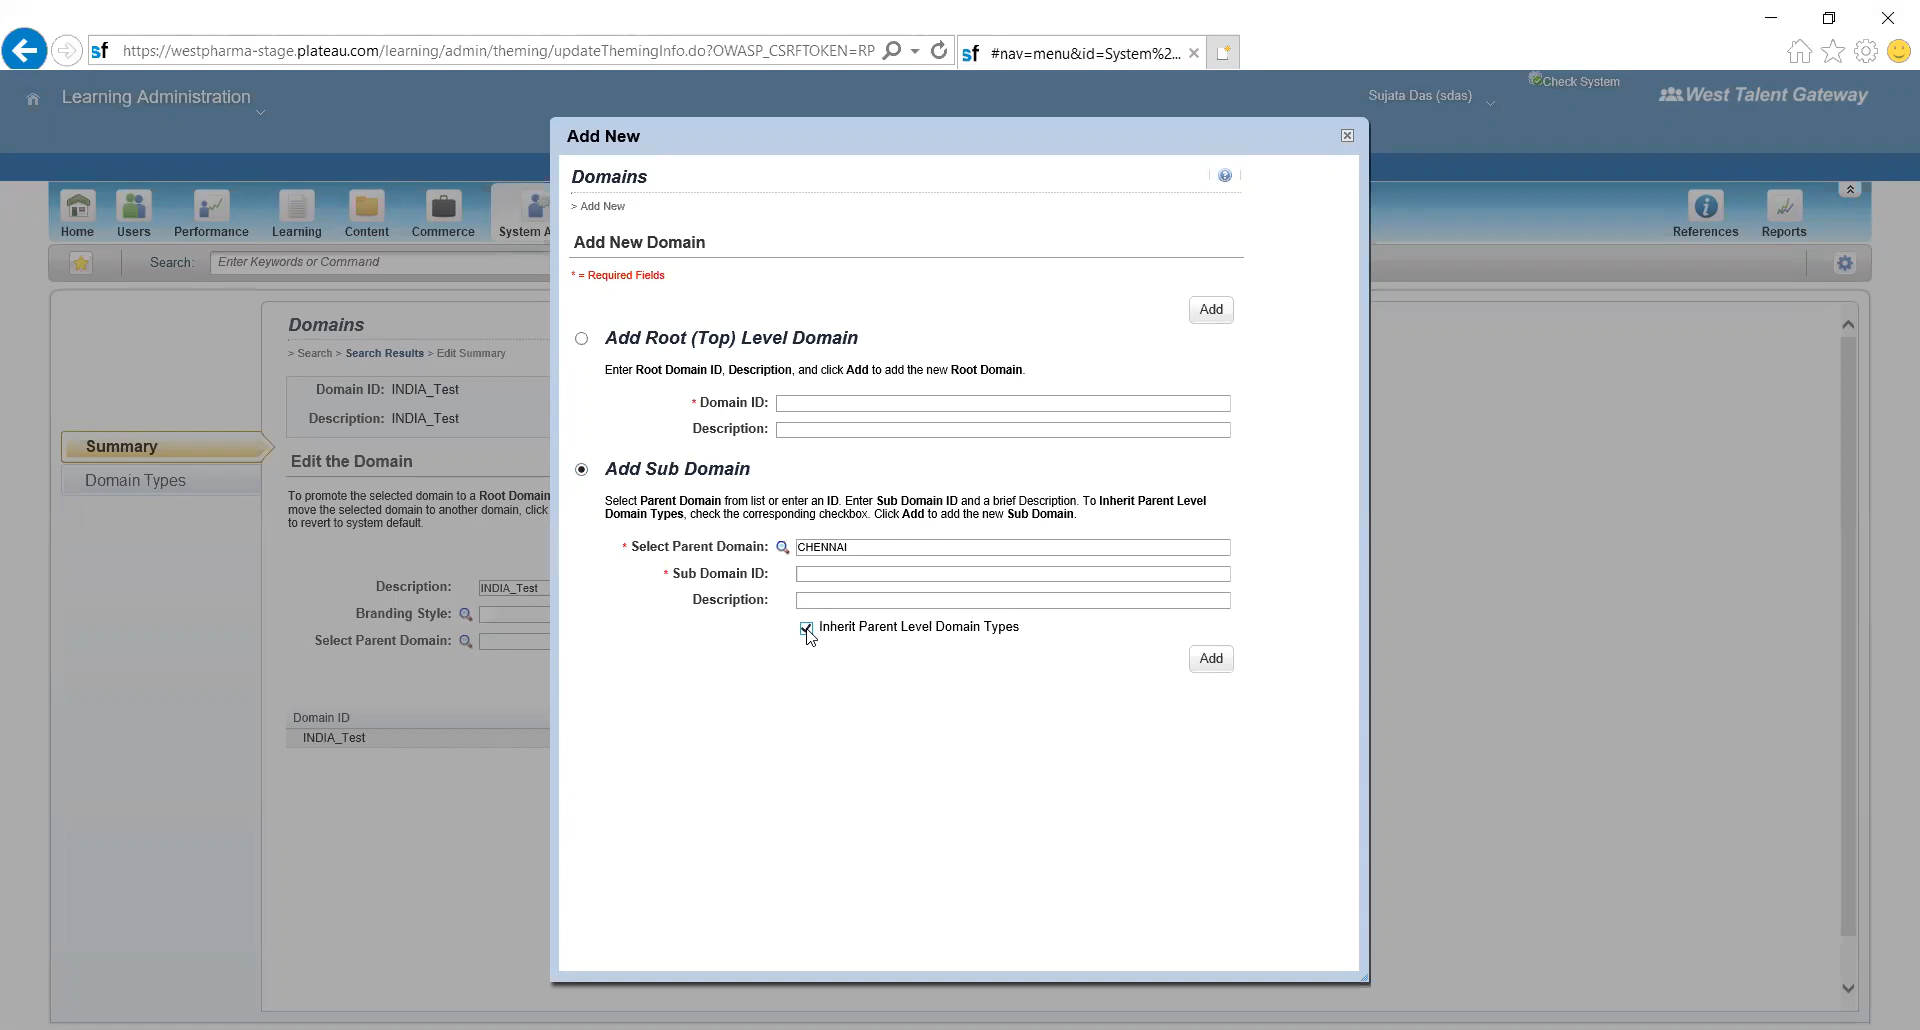 https://westpharma-stage.plateau.com/learning/admin/theming/updateThemingInfo.do?OWASP_CSRFTOKEN=RP
#nav=menu&id=System%2...
Learning Administration
Sujata Das (sdas)
Check System
West Talent Gateway
Home
Users
Performance
Learning
Content
Commerce
System A
References
Reports
Search:
Enter Keywords or Command
Summary
Domain Types
Domains
> Search > Search Results > Edit Summary
Domain ID: INDIA_Test
Description: INDIA_Test
Edit the Domain
To promote the selected domain to a Root Domain
move the selected domain to another domain, click
to revert to system default.
Description: INDIA_Test
Branding Style:
Select Parent Domain:
Domain ID
INDIA_Test
Add New
Domains
> Add New
Add New Domain
* = Required Fields
Add
Add Root (Top) Level Domain
Enter Root Domain ID, Description, and click Add to add the new Root Domain.
* Domain ID:
Description:
Add Sub Domain
Select Parent Domain from list or enter an ID. Enter Sub Domain ID and a brief Description. To Inherit Parent Level
Domain Types, check the corresponding checkbox. Click Add to add the new Sub Domain.
* Select Parent Domain: CHENNAI
* Sub Domain ID:
Description:
Inherit Parent Level Domain Types
Add